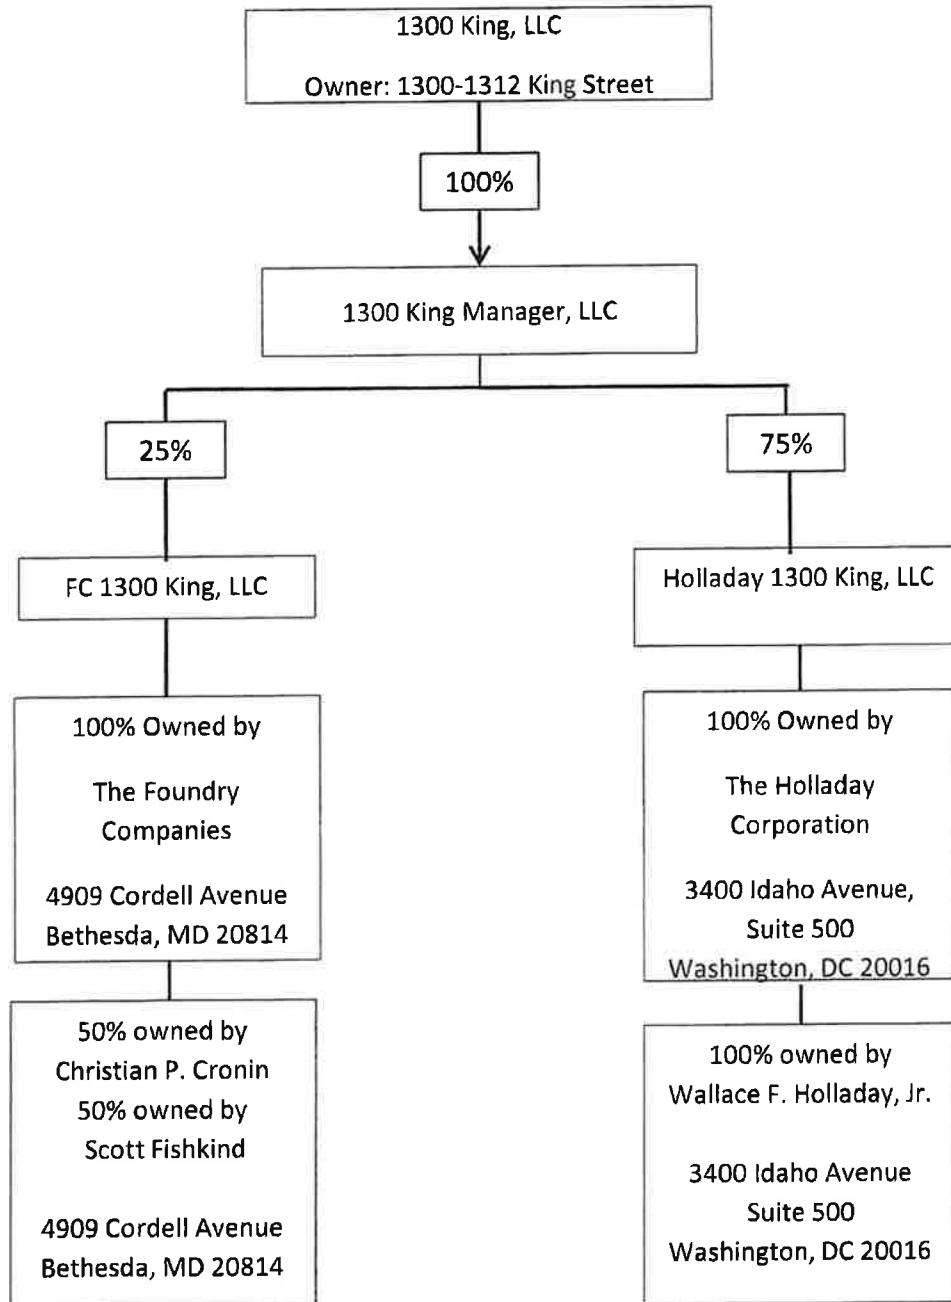 1300 King, LLC
Owner: 1300-1312 King Street
100%
1300 King Manager, LLC
25%
75%
FC 1300 King, LLC
Holladay 1300 King, LLC
100% Owned by
The Foundry
Companies
4909 Cordell Avenue
Bethesda, MD 20814
100% Owned by
The Holladay
Corporation
3400 Idaho Avenue,
Suite 500
Washington, DC 20016
50% owned by
Christian P. Cronin
50% owned by
Scott Fishkind
4909 Cordell Avenue
Bethesda, MD 20814
100% owned by
Wallace F. Holladay, Jr.
3400 Idaho Avenue
Suite 500
Washington, DC 20016